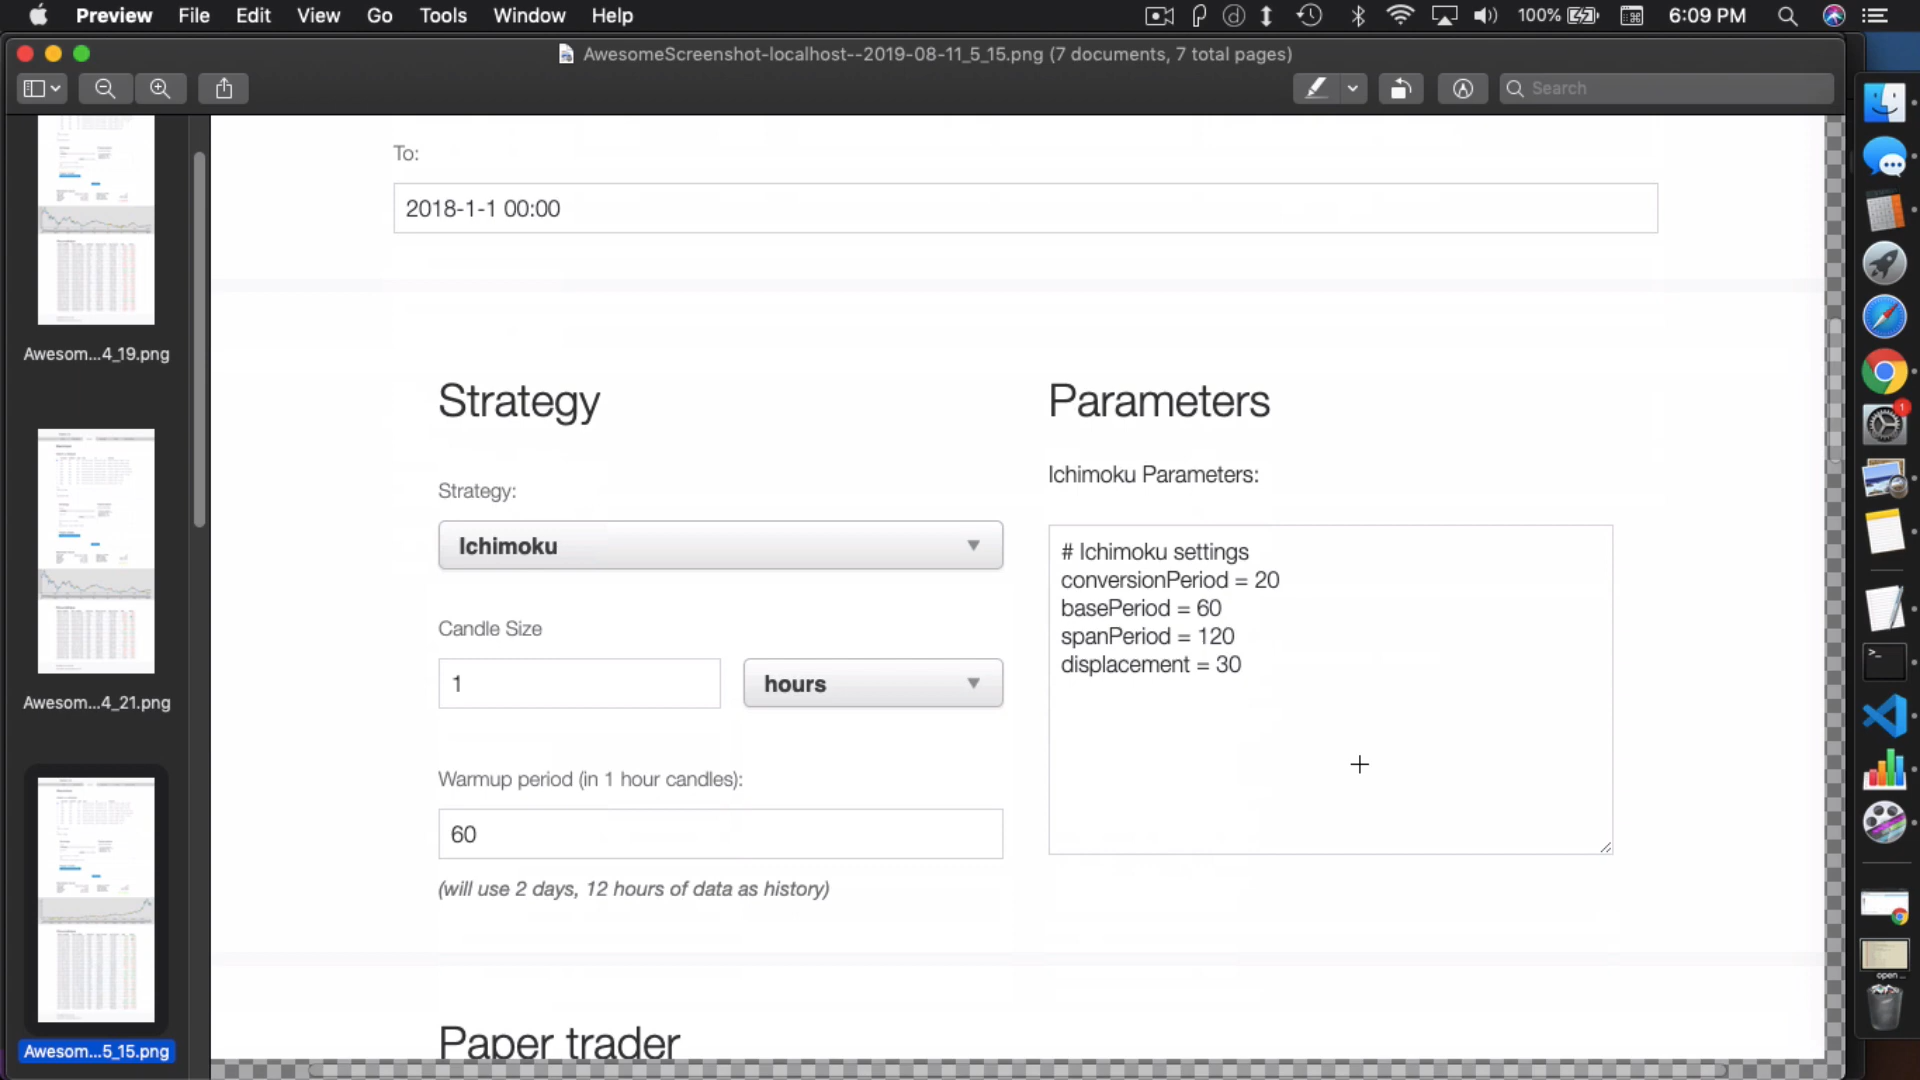 Preview File Edit View Go Tools Window Help 100% 6:09 PM
AwesomeScreenshot-localhost--2019-08-11_5_15.png (7 documents, 7 total pages)
Search
Awesom...4_19.png
Awesom...4_21.png
Awesom...5_15.png
To:
2018-1-1 00:00
Strategy
Strategy:
Ichimoku
Candle Size
1
hours
Warmup period (in 1 hour candles):
60
(will use 2 days, 12 hours of data as history)
Parameters
Ichimoku Parameters:
# Ichimoku settings
conversionPeriod = 20
basePeriod = 60
spanPeriod = 120
displacement = 30
Paper trader
1
open ...